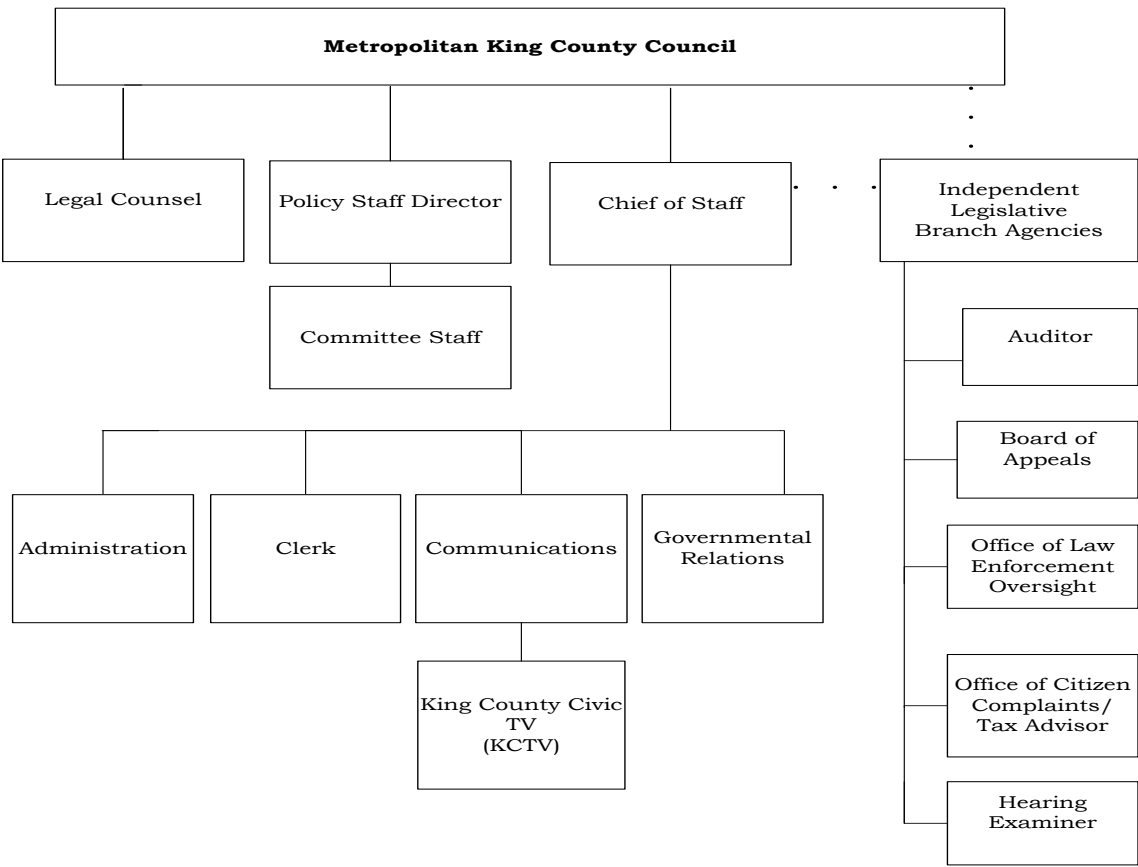 Metropolitan King County Council
Legal Counsel
Policy Staff Director
Chief of Staff
Independent
Legislative
Branch Agencies
Committee Staff
Auditor
Board of
Appeals
Administration
Clerk
Communications
Governmental
Relations
Office of Law
Enforcement
Oversight
King County Civic
TV
(KCTV)
Office of Citizen
Complaints/
Tax Advisor
Hearing
Examiner